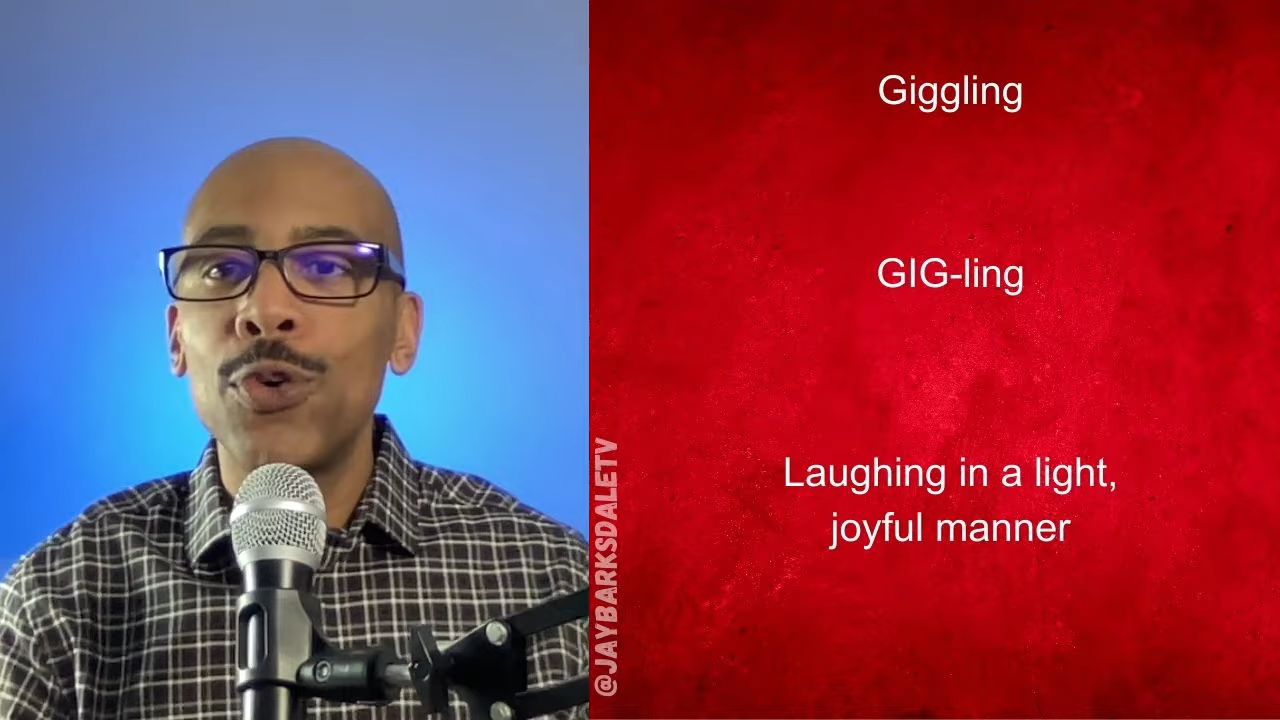 Giggling
GIG-ling
Laughing in a light,
joyful manner
@JAYBARKSDALETV